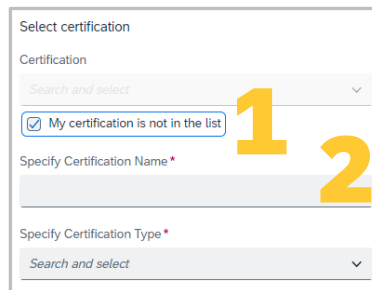 Select certification
Certification
Search and select
My certification is not in the list
1
Specify Certification Name *
2
Specify Certification Type *
Search and select